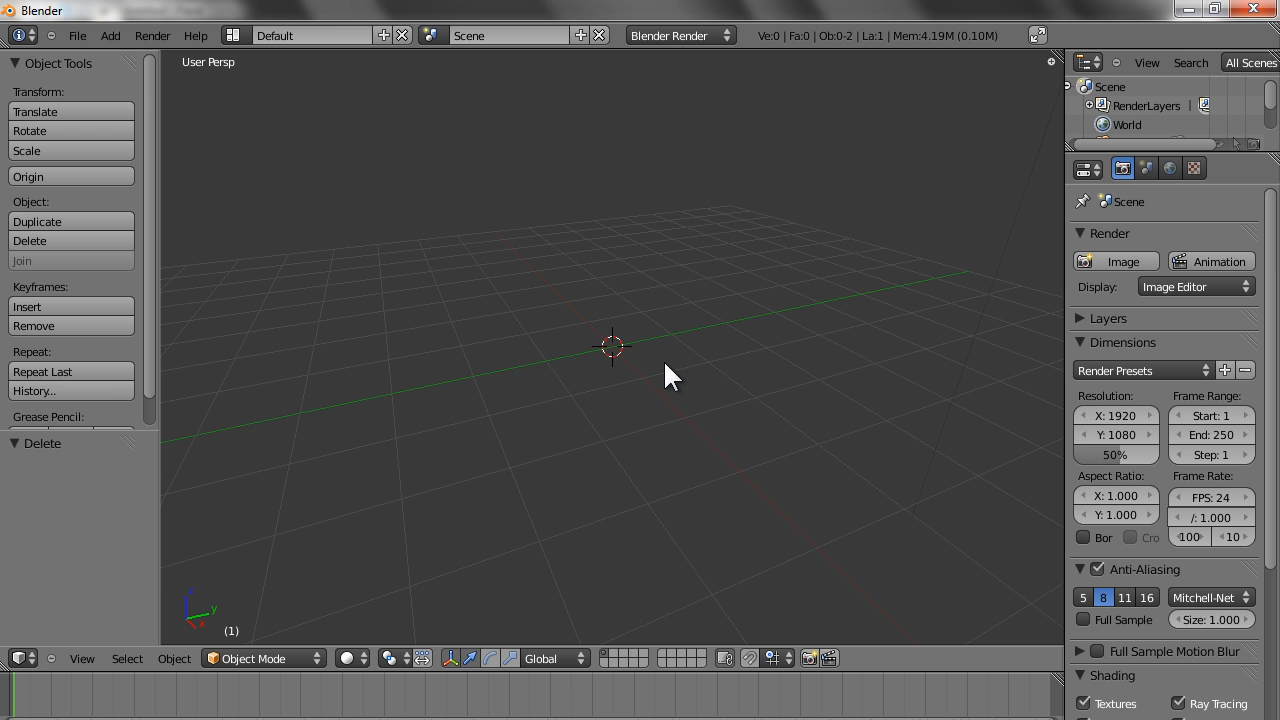 Blender
File Add Render Help Default Scene Blender Render Ve:0 | Fa:0 | Ob:0-2 | La:1 | Mem:4.19M (0.10M)
Object Tools
Transform:
Translate
Rotate
Scale
Origin
Object:
Duplicate
Delete
Join
Keyframes:
Insert
Remove
Repeat:
Repeat Last
History...
Grease Pencil:
Delete
User Persp
z
y
x
(1)
View Select Object Object Mode Global
View Search All Scenes
Scene
RenderLayers |
World
Scene
Render
Image Animation
Display: Image Editor
Layers
Dimensions
Render Presets
Resolution: Frame Range:
X: 1920 Start: 1
Y: 1080 End: 250
50% Step: 1
Aspect Ratio: Frame Rate:
X: 1.000 FPS: 24
Y: 1.000 /: 1.000
Bor Cro 100 10
Anti-Aliasing
5 8 11 16 Mitchell-Net
Full Sample Size: 1.000
Full Sample Motion Blur
Shading
Textures Ray Tracing